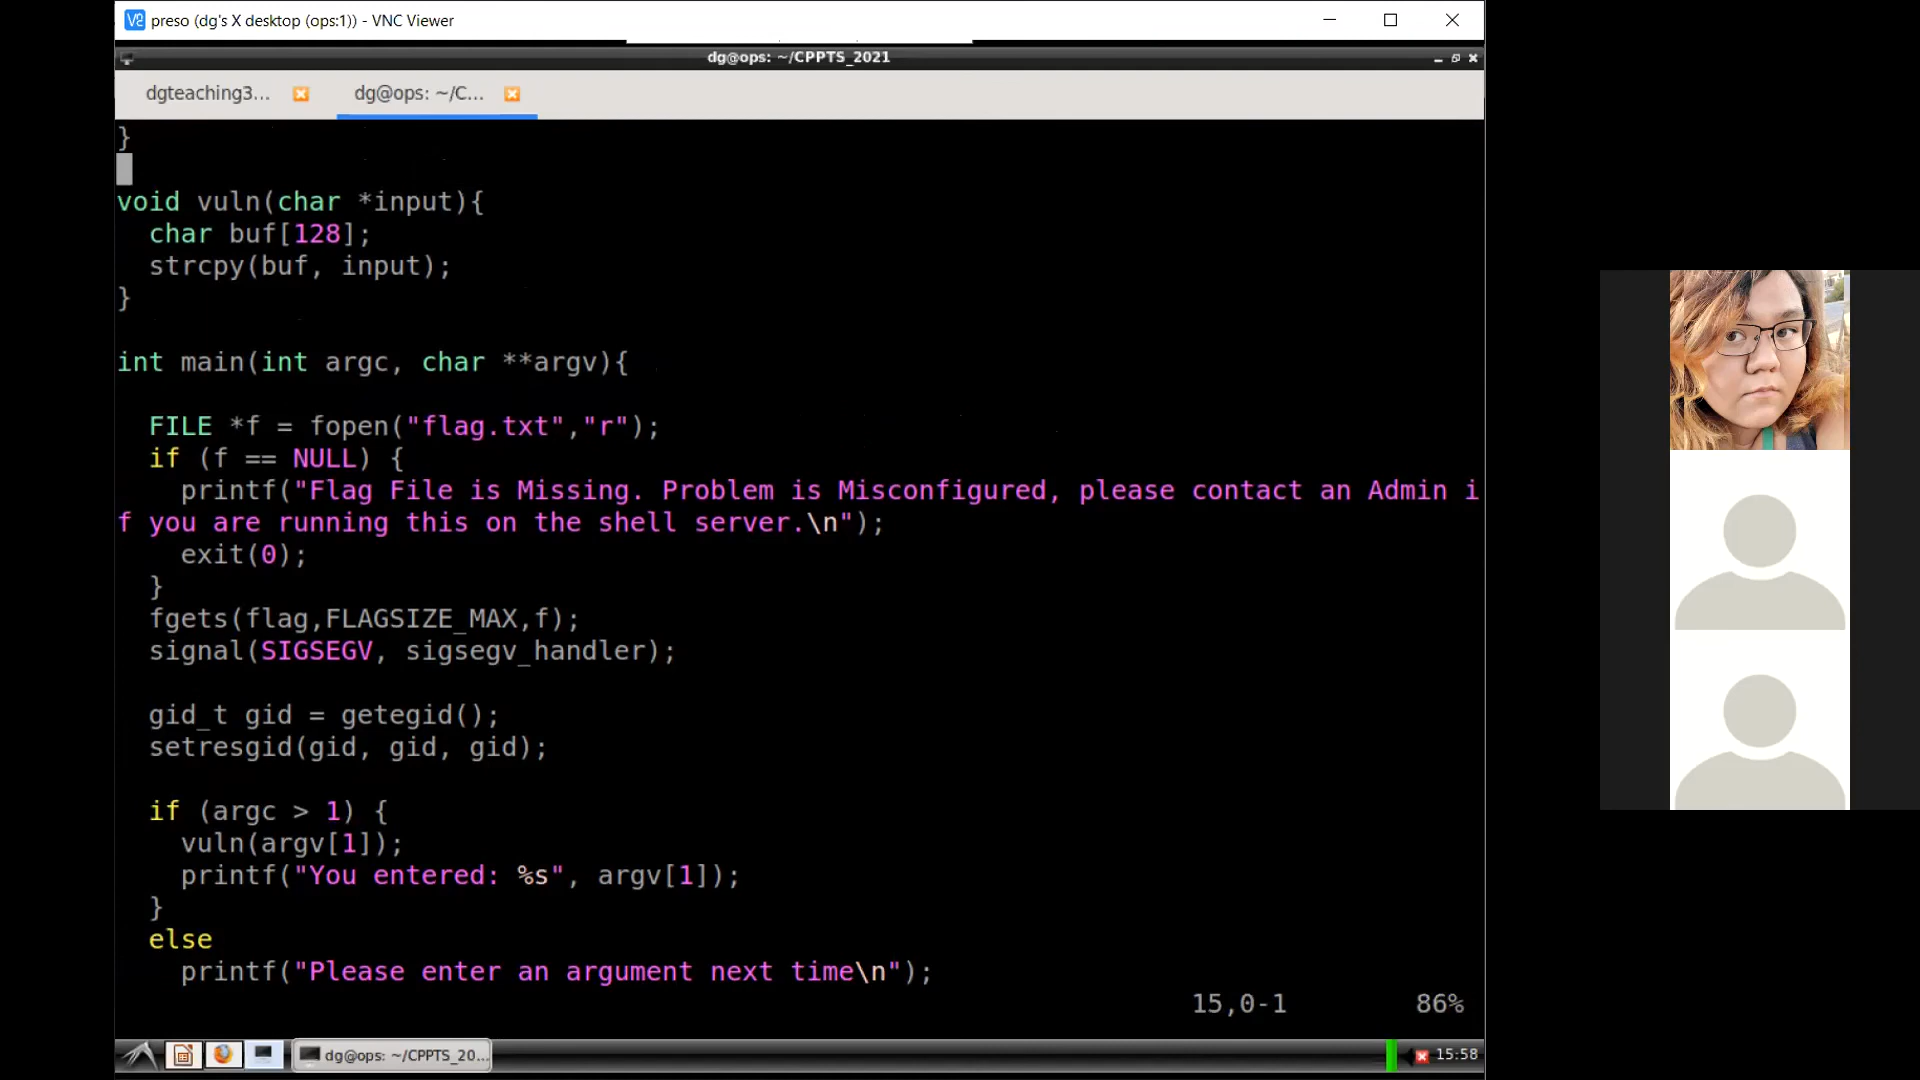 preso (dg's X desktop (ops:1)) - VNC Viewer
dg@ops: ~/CPPTS_2021
dgteaching3...
dg@ops: ~/C...
}
void vuln(char *input){
  char buf[128];
  strcpy(buf, input);
}
int main(int argc, char **argv){
  FILE *f = fopen("flag.txt","r");
  if (f == NULL) {
    printf("Flag File is Missing. Problem is Misconfigured, please contact an Admin i
f you are running this on the shell server.\n");
    exit(0);
  }
  fgets(flag,FLAGSIZE_MAX,f);
  signal(SIGSEGV, sigsegv_handler);
  gid_t gid = getegid();
  setresgid(gid, gid, gid);
  if (argc > 1) {
    vuln(argv[1]);
    printf("You entered: %s", argv[1]);
  }
  else
    printf("Please enter an argument next time\n");
15,0-1 86%
dg@ops: ~/CPPTS_20...
15:58